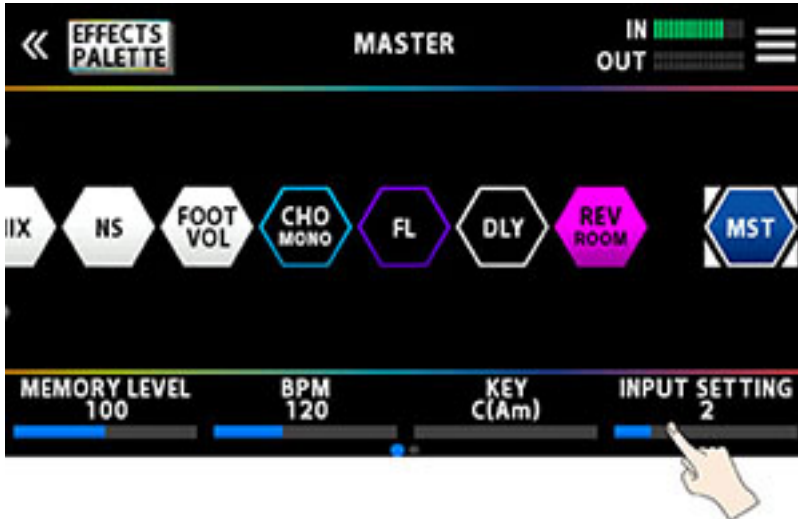 EFFECTS
PALETTE
MASTER
IN
OUT
IIX
NS
FOOT
VOL
CHO
MONO
FL
DLY
REV
ROOM
MST
MEMORY LEVEL
100
BPM
120
KEY
C(Am)
INPUT SETTING
2